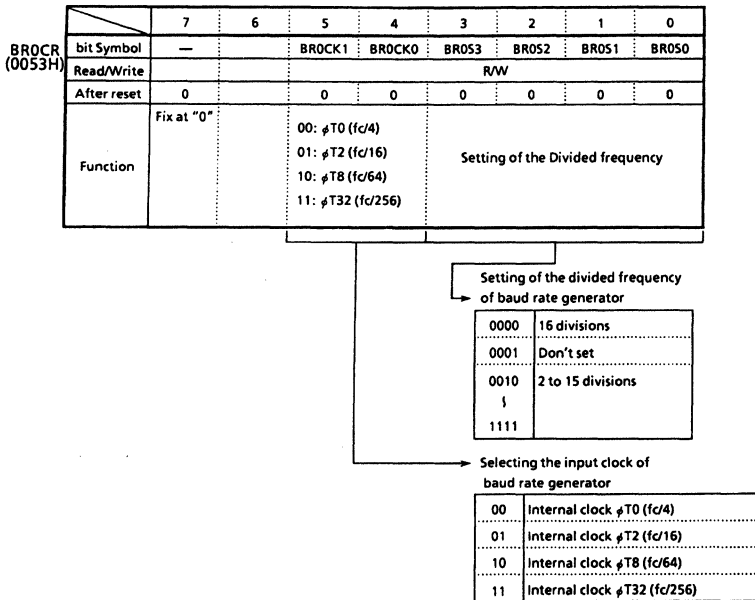 7 6 5 4 3 2 1 0
BR0CR (0053H)
bit Symbol — BR0CK1 BR0CK0 BR0S3 BR0S2 BR0S1 BR0S0
Read/Write R/W
After reset 0 0 0 0 0 0 0
Function
Fix at "0"
00: φT0 (fc/4)
01: φT2 (fc/16)
10: φT8 (fc/64)
11: φT32 (fc/256)
Setting of the Divided frequency
Setting of the divided frequency
of baud rate generator
0000 16 divisions
0001 Don't set
0010 2 to 15 divisions
≀
1111
Selecting the input clock of
baud rate generator
00 Internal clock φT0 (fc/4)
01 Internal clock φT2 (fc/16)
10 Internal clock φT8 (fc/64)
11 Internal clock φT32 (fc/256)